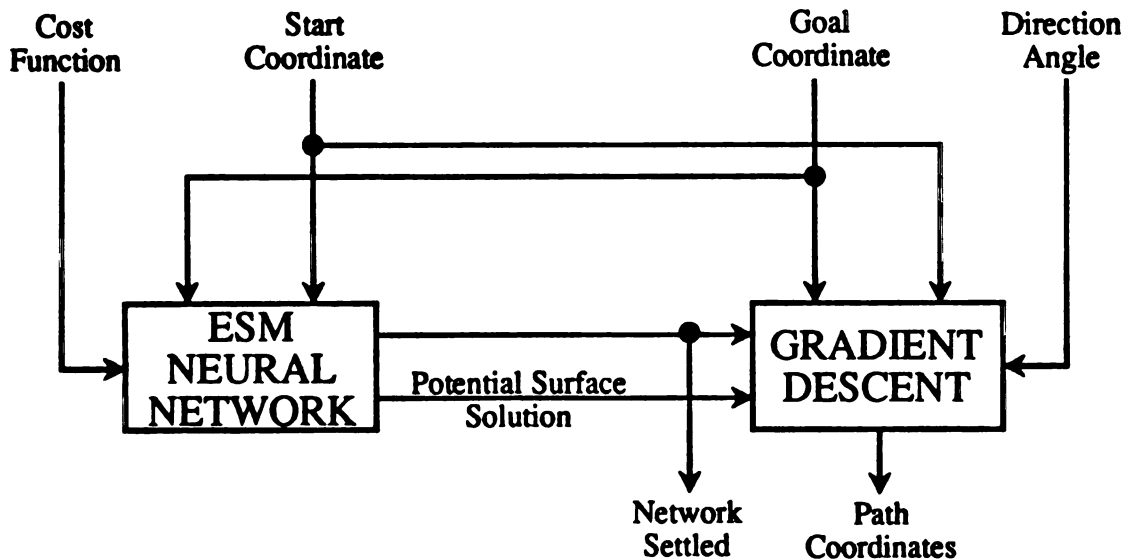 Cost
Function
Start
Coordinate
Goal
Coordinate
Direction
Angle
ESM
NEURAL
NETWORK
Potential Surface
Solution
GRADIENT
DESCENT
Network
Settled
Path
Coordinates